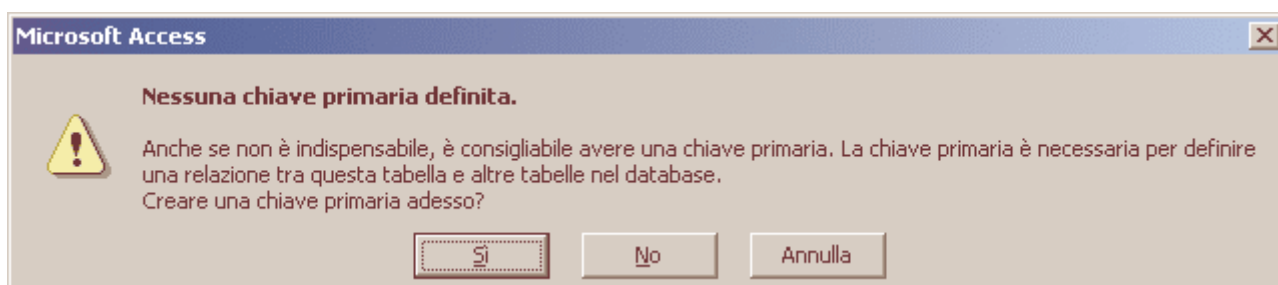 Microsoft Access
Nessuna chiave primaria definita.
Anche se non è indispensabile, è consigliabile avere una chiave primaria. La chiave primaria è necessaria per definire
una relazione tra questa tabella e altre tabelle nel database.
Creare una chiave primaria adesso?
Sì No Annulla